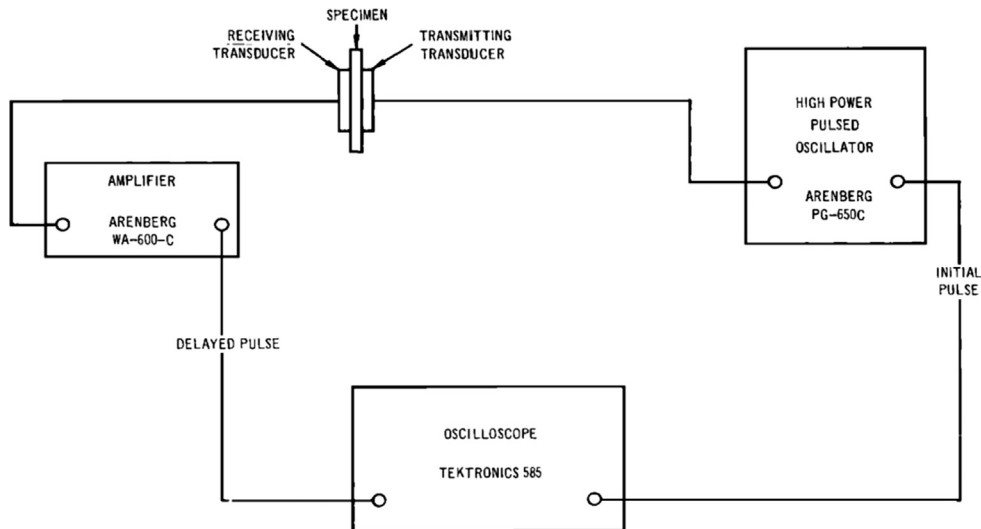 SPECIMEN
RECEIVING
TRANSDUCER
TRANSMITTING
TRANSDUCER
HIGH POWER
PULSED
OSCILLATOR
ARENBERG
PG-650C
AMPLIFIER
ARENBERG
WA-600-C
INITIAL
PULSE
DELAYED PULSE
OSCILLOSCOPE
TEKTRONICS 585